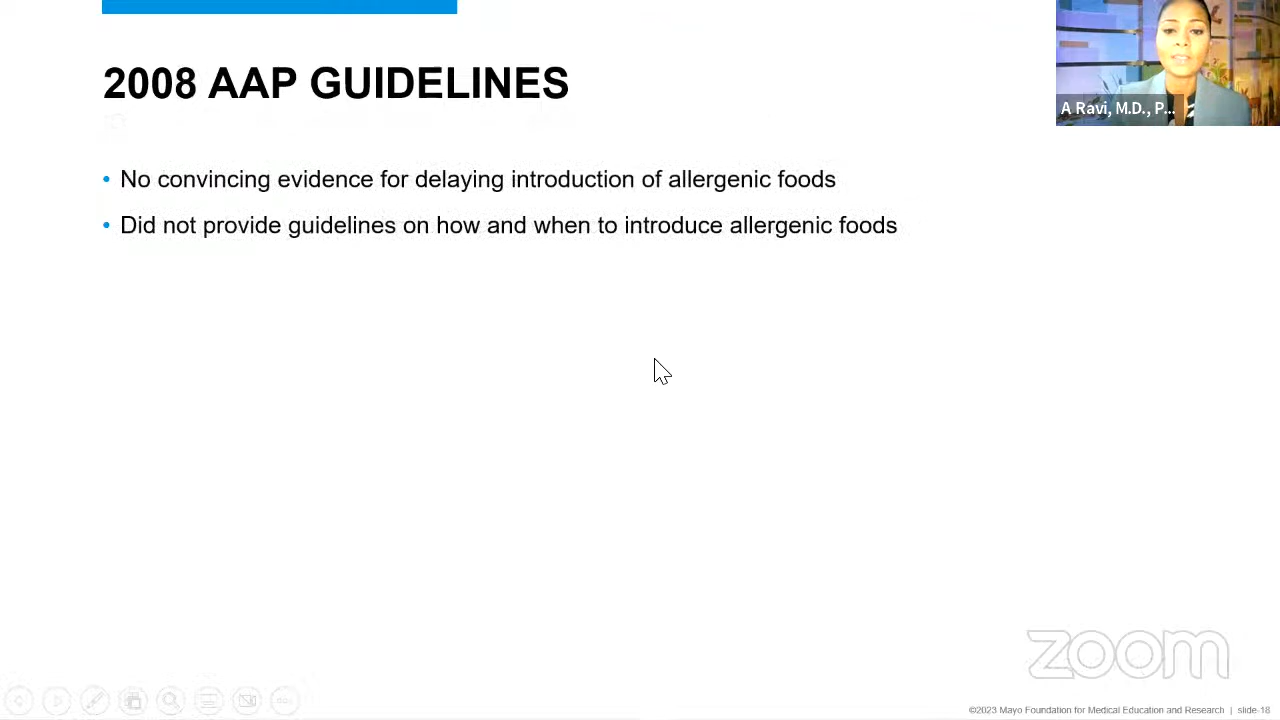 2008 AAP GUIDELINES
A Ravi, M.D., P...
• No convincing evidence for delaying introduction of allergenic foods
• Did not provide guidelines on how and when to introduce allergenic foods
zoom
©2023 Mayo Foundation for Medical Education and Research | slide-18